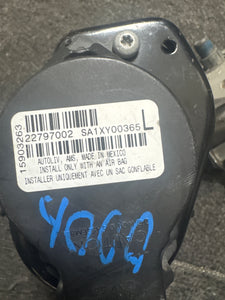 15903263
22797002 SA1XY00365 L
AUTOLIV, AMS, MADE IN MEXICO
INSTALL ONLY WITH AN AIR BAG
INSTALLER UNIQUEMENT AVEC UN SAC GONFLABLE